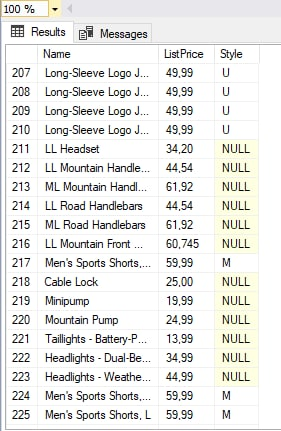 100 %
Results Messages
Name ListPrice Style
207 Long-Sleeve Logo J... 49,99 U
208 Long-Sleeve Logo J... 49,99 U
209 Long-Sleeve Logo J... 49,99 U
210 Long-Sleeve Logo J... 49,99 U
211 LL Headset 34,20 NULL
212 LL Mountain Handle... 44,54 NULL
213 ML Mountain Handl... 61,92 NULL
214 LL Road Handlebars 44,54 NULL
215 ML Road Handlebars 61,92 NULL
216 LL Mountain Front ... 60,745 NULL
217 Men's Sports Shorts,... 59,99 M
218 Cable Lock 25,00 NULL
219 Minipump 19,99 NULL
220 Mountain Pump 24,99 NULL
221 Taillights - Battery-P... 13,99 NULL
222 Headlights - Dual-Be... 34,99 NULL
223 Headlights - Weathe... 44,99 NULL
224 Men's Sports Shorts,... 59,99 M
225 Men's Sports Shorts, L 59,99 M